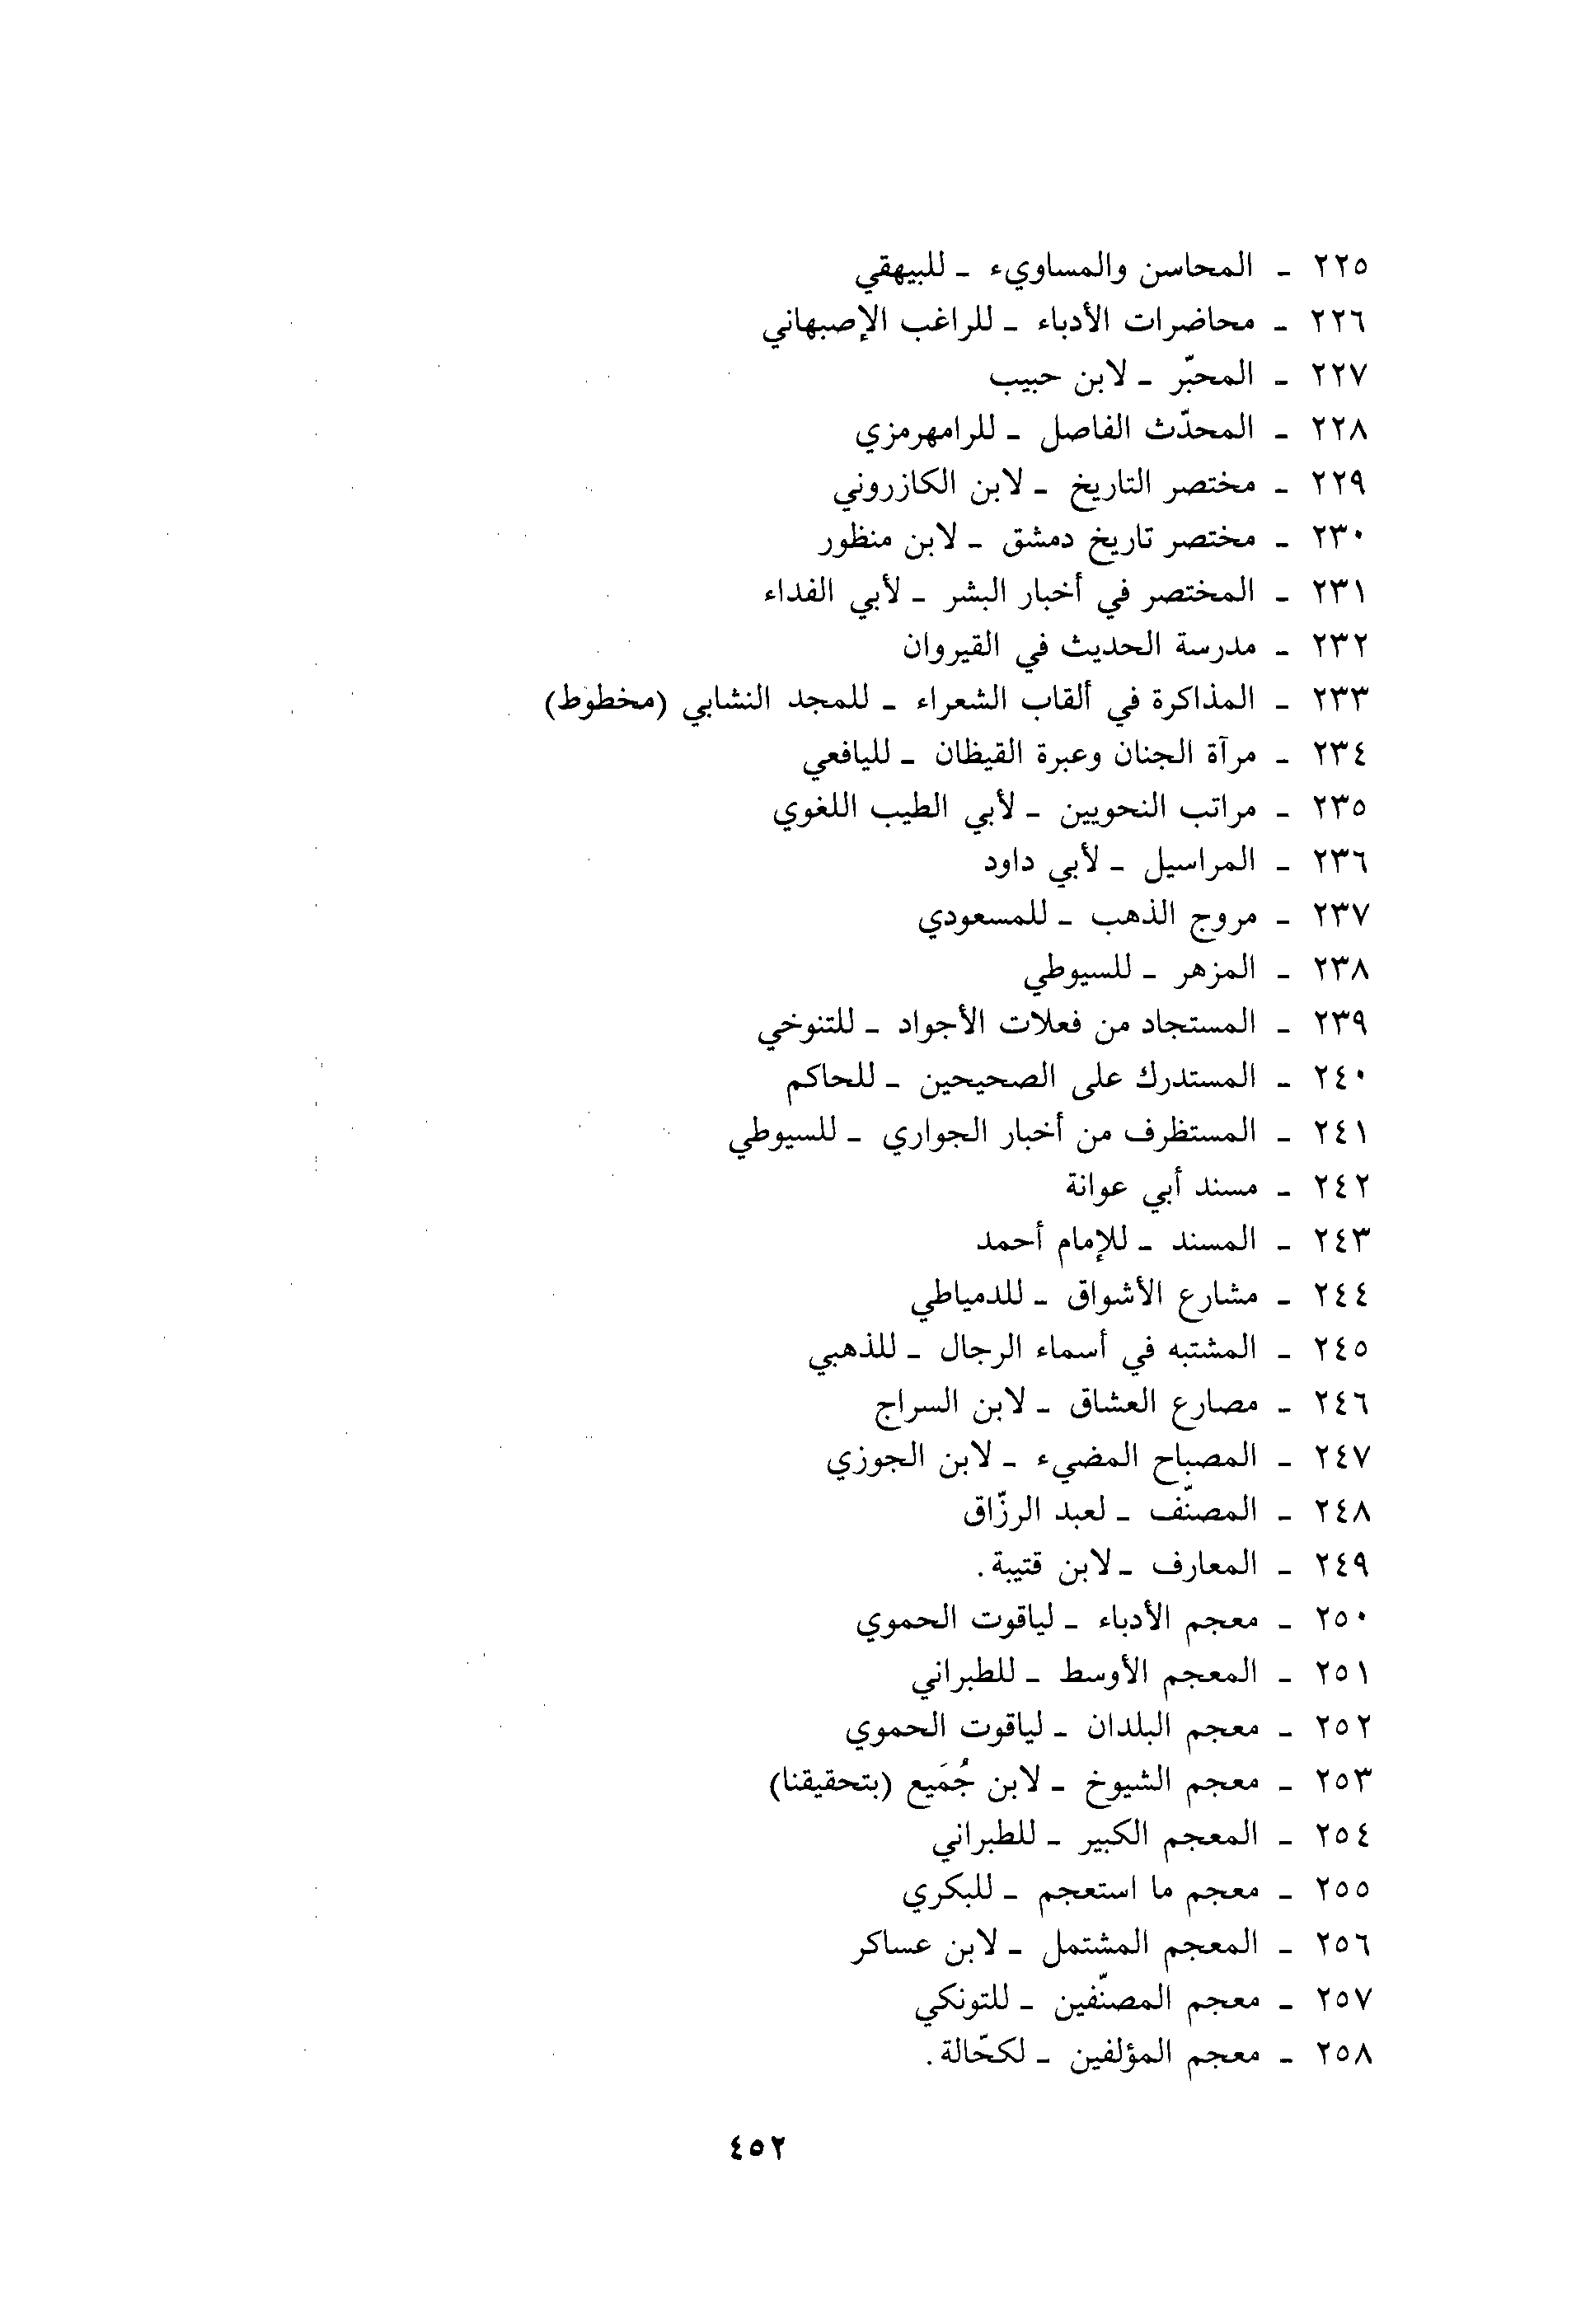 ٢٢٥ - المحاسن والمساويء - للبيهقي
٢٢٦ - محاضرات الأدباء - للراغب الإصبهاني
٢٢٧ - المحبّر - لابن حبيب
٢٢٨ - المحدّث الفاصل - للرامهرمزي
٢٢٩ - مختصر التاريخ - لابن الكازروني
٢٣٠ - مختصر تاريخ دمشق - لابن منظور
٢٣١ - المختصر في أخبار البشر - لأبي الفداء
٢٣٢ - مدرسة الحديث في القيروان
٢٣٣ - المذاكرة في ألقاب الشعراء - للمجد النشابي (مخطوط)
٢٣٤ - مرآة الجنان وعبرة القيظان - لليافعي
٢٣٥ - مراتب النحويين - لأبي الطيب اللغوي
٢٣٦ - المراسيل - لأبي داود
٢٣٧ - مروج الذهب - للمسعودي
٢٣٨ - المزهر - للسيوطي
٢٣٩ - المستجاد من فعلات الأجواد - للتنوخي
٢٤٠ - المستدرك على الصحيحين - للحاكم
٢٤١ - المستظرف من أخبار الجواري - للسيوطي
٢٤٢ - مسند أبي عوانة
٢٤٣ - المسند - للإمام أحمد
٢٤٤ - مشارع الأشواق - للدمياطي
٢٤٥ - المشتبه في أسماء الرجال - للذهبي
٢٤٦ - مصارع العشاق - لابن السراج
٢٤٧ - المصباح المضيء - لابن الجوزي
٢٤٨ - المصنّف - لعبد الرزّاق
٢٤٩ - المعارف - لابن قتيبة.
٢٥٠ - معجم الأدباء - لياقوت الحموي
٢٥١ - المعجم الأوسط - للطبراني
٢٥٢ - معجم البلدان - لياقوت الحموي
٢٥٣ - معجم الشيوخ - لابن جُمَيع (بتحقيقنا)
٢٥٤ - المعجم الكبير - للطبراني
٢٥٥ - معجم ما استعجم - للبكري
٢٥٦ - المعجم المشتمل - لابن عساكر
٢٥٧ - معجم المصنّفين - للتونكي
٢٥٨ - معجم المؤلفين - لكحّالة.
٤٥٢